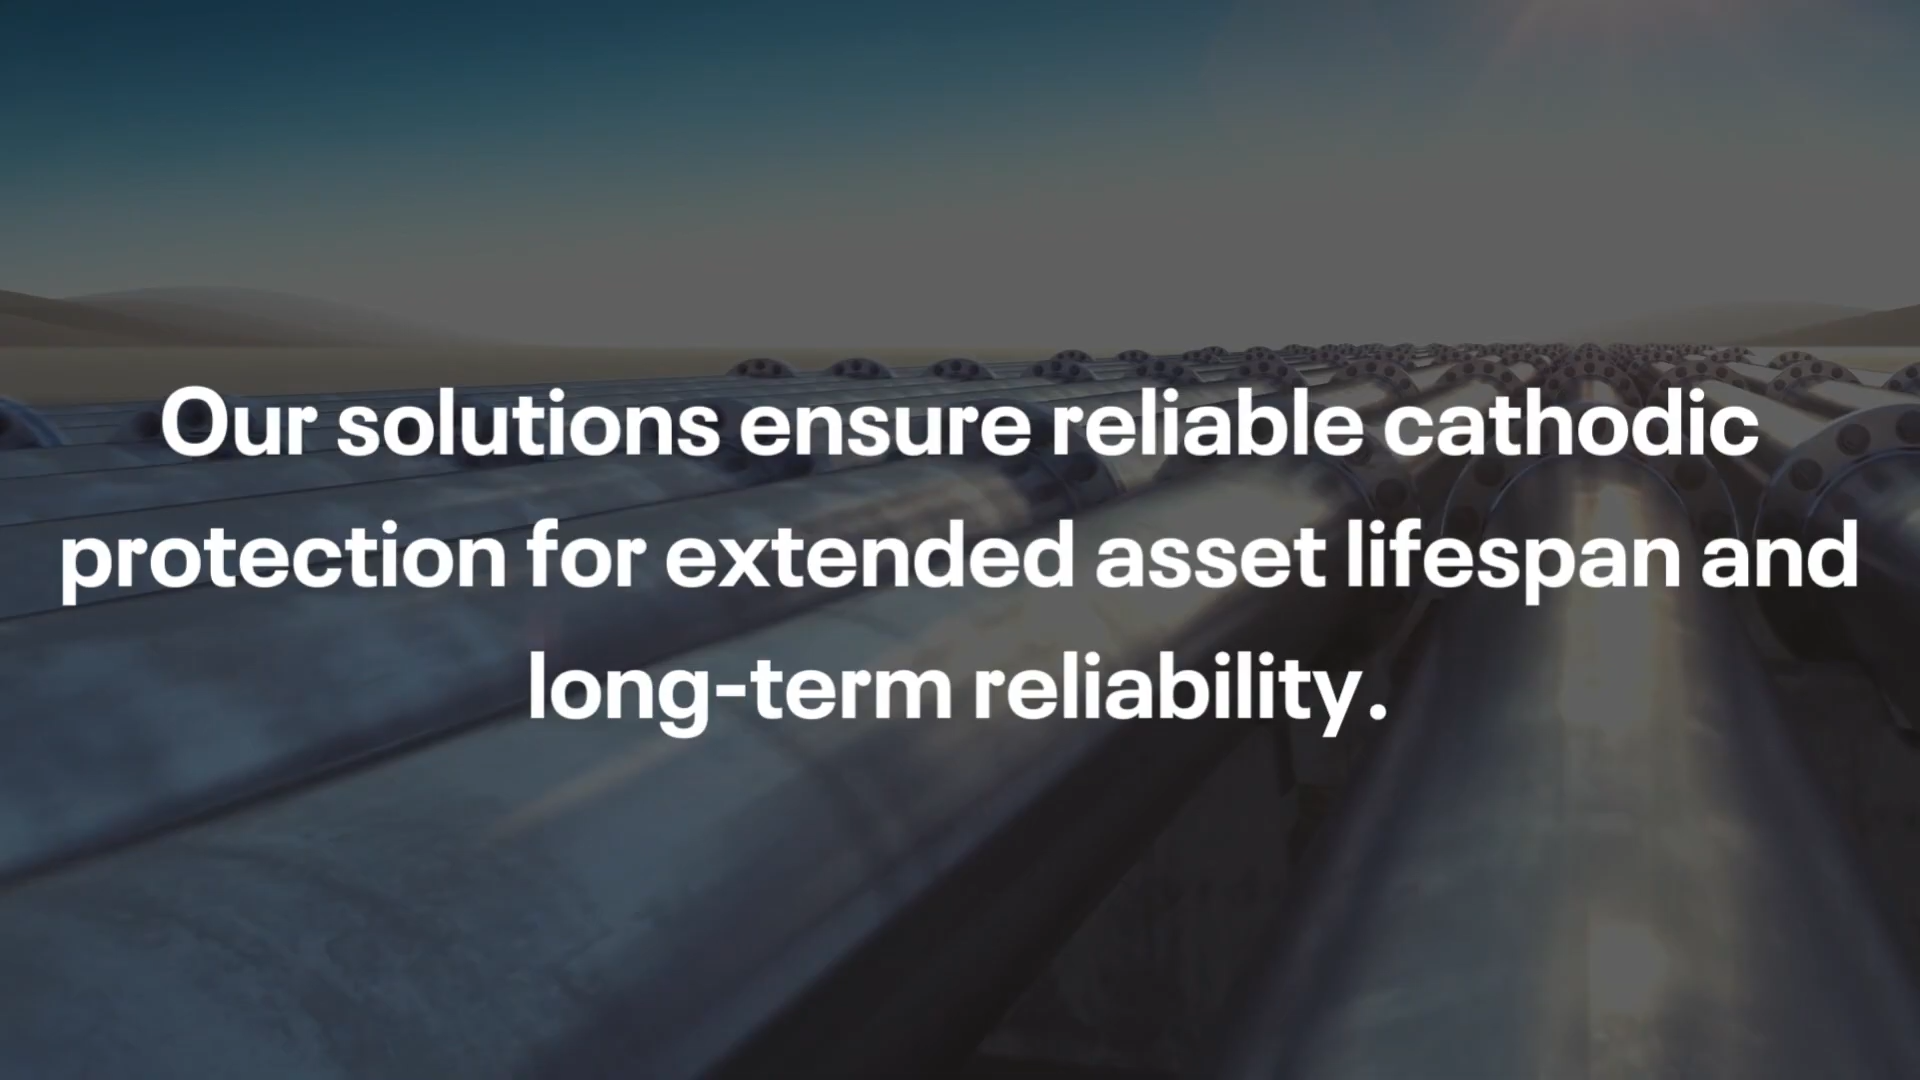 Our solutions ensure reliable cathodic
protection for extended asset lifespan and
long-term reliability.